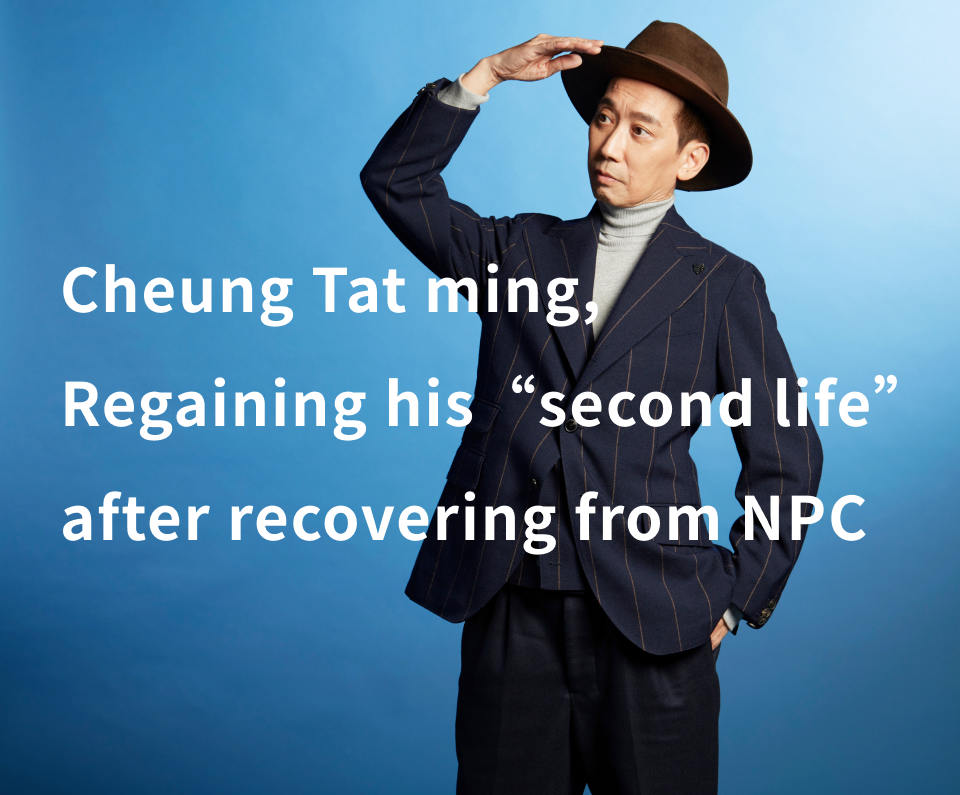 Cheung Tat ming,
Regaining his “second life”
after recovering from NPC